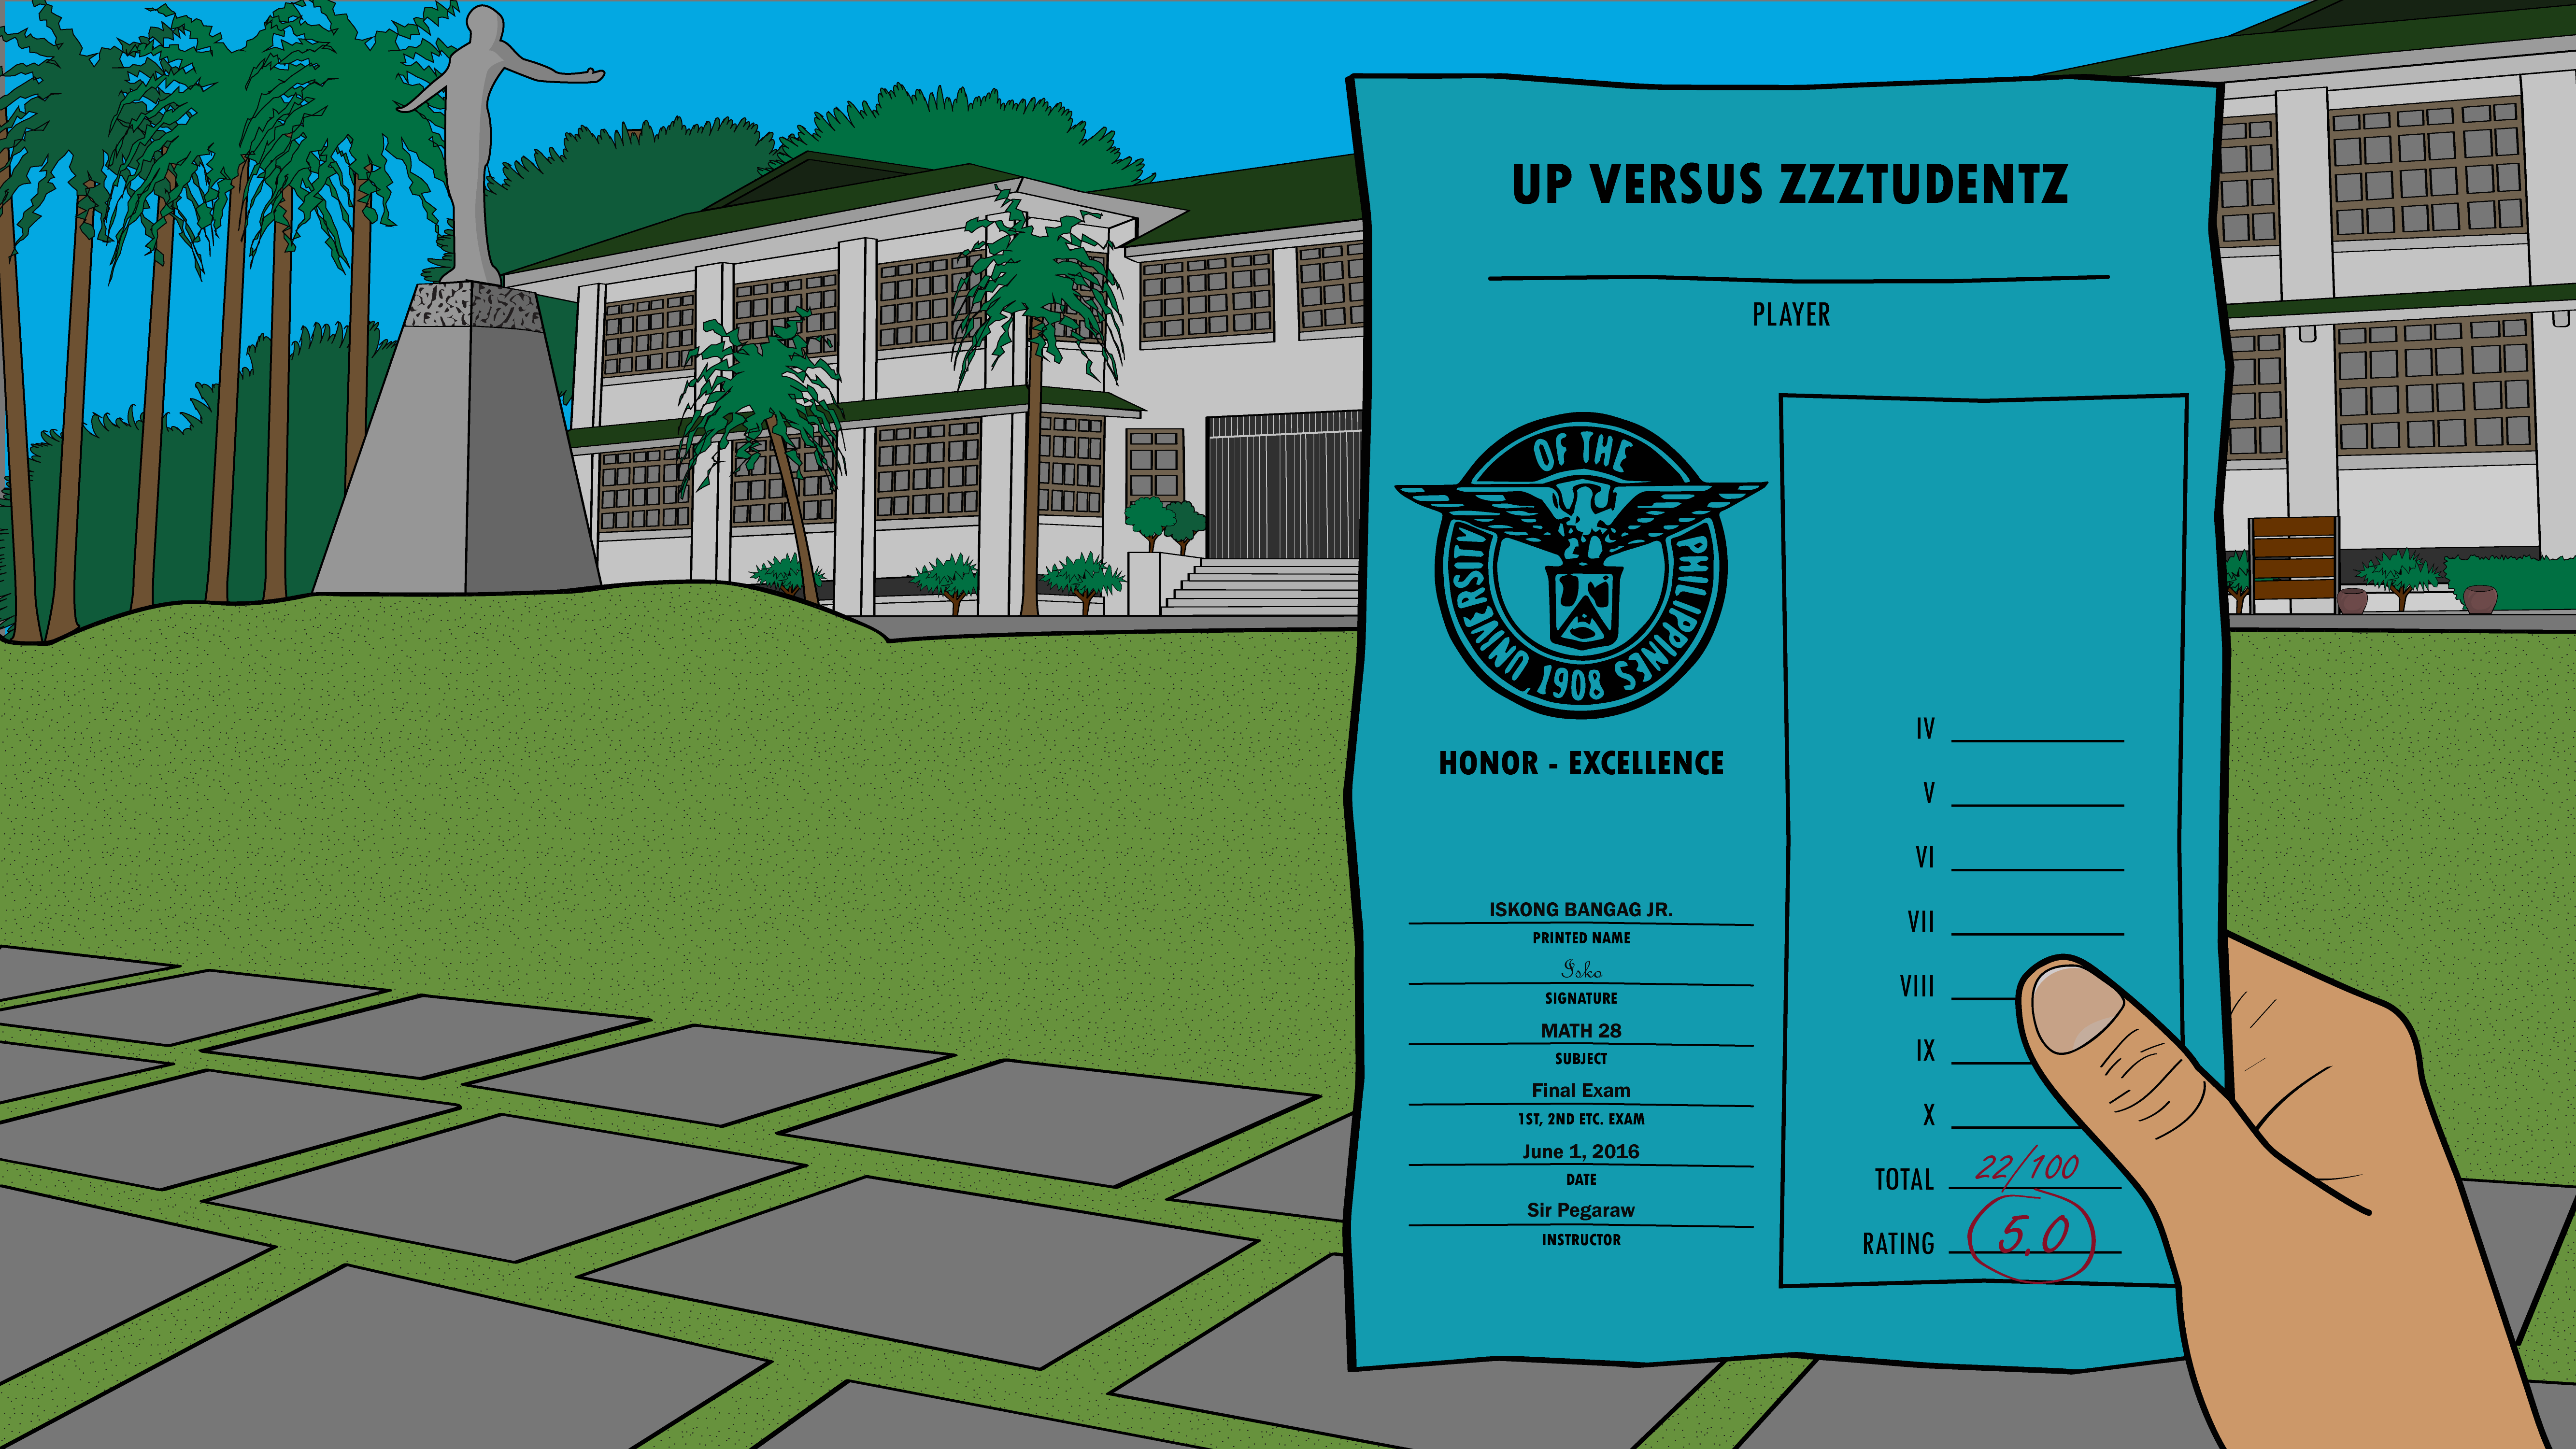 UP VERSUS ZZZTUDENTZ
PLAYER
OF THE
UNIVERSITY
PHILIPPINES
1908
HONOR - EXCELLENCE
ISKONG BANGAG JR.
PRINTED NAME
Isko
SIGNATURE
MATH 28
SUBJECT
Final Exam
1ST, 2ND ETC. EXAM
June 1, 2016
DATE
Sir Pegaraw
INSTRUCTOR
IV
V
VI
VII
VIII
IX
X
TOTAL 22/100
RATING 5.0